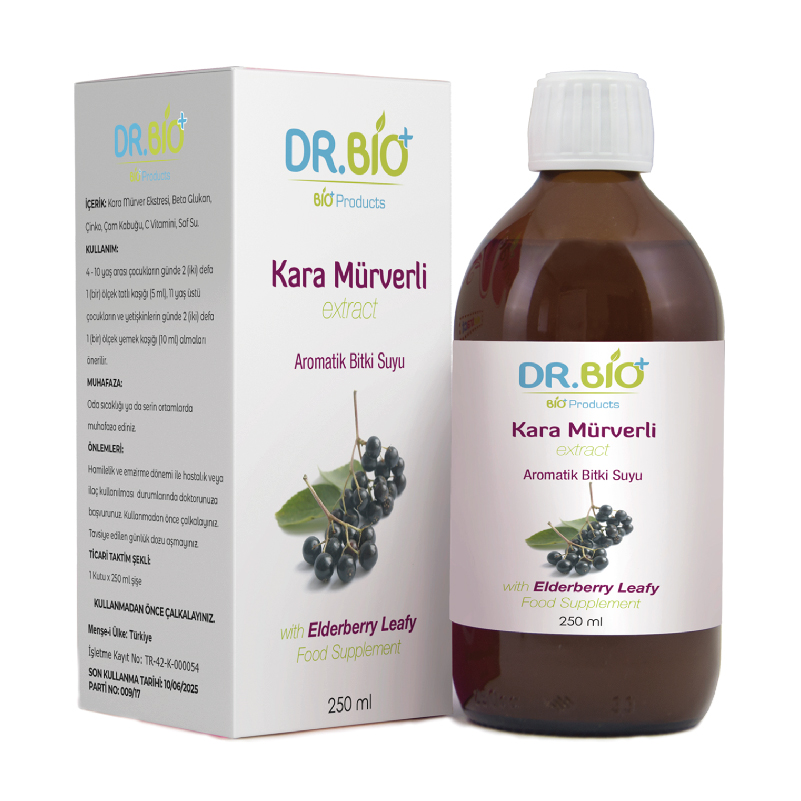 DR.BİO+
BİO+ Products
İÇERİK: Kara Mürver Ekstresi, Beta Glukan,
Çinko, Çam Kabuğu, C Vitamini, Saf Su.
KULLANIM:
4 - 10 yaş arası çocukların günde 2 (iki) defa
1 (bir) ölçek tatlı kaşığı (5 ml), 11 yaş üstü
çocukların ve yetişkinlerin günde 2 (iki) defa
1 (bir) ölçek yemek kaşığı (10 ml) almaları
önerilir.
MUHAFAZA:
Oda sıcaklığı ya da serin ortamlarda
muhafaza ediniz.
ÖNLEMLERİ:
Hamilelik ve emzirme dönemi ile hastalık veya
ilaç kullanılması durumlarında doktorunuza
başvurunuz. Kullanmadan önce çalkalayınız.
Tavsiye edilen günlük dozu aşmayınız.
TİCARİ TAKTİM ŞEKLİ:
1 Kutu x 250 ml şişe
KULLANMADAN ÖNCE ÇALKALAYINIZ.
Menşe-i Ülke: Türkiye
İşletme Kayıt No: TR-42-K-000054
SON KULLANMA TARİHİ: 10/06/2025
PARTİ NO: 009/17
DR.BİO+
BİO+ Products
Kara Mürverli
extract
Aromatik Bitki Suyu
with Elderberry Leafy
Food Supplement
250 ml
DR.BİO+
BİO+ Products
Kara Mürverli
extract
Aromatik Bitki Suyu
with Elderberry Leafy
Food Supplement
250 ml